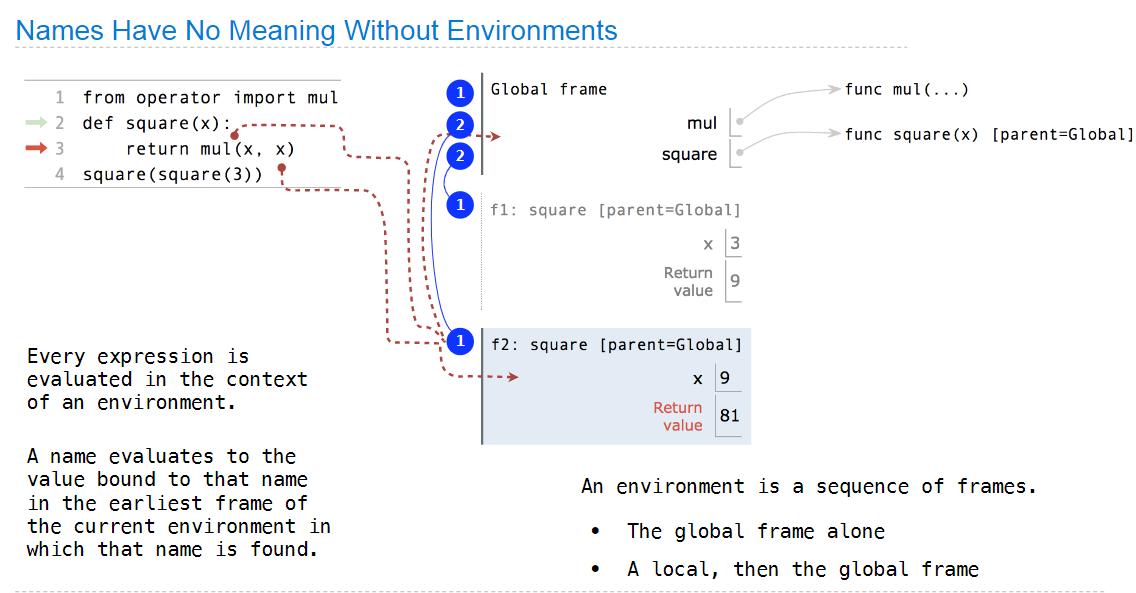 Names Have No Meaning Without Environments
1 from operator import mul
2 def square(x):
3 return mul(x, x)
4 square(square(3))
1 Global frame
2
2
mul
square
func mul(...)
func square(x) [parent=Global]
1 f1: square [parent=Global]
x 3
Return
value 9
1 f2: square [parent=Global]
x 9
Return
value 81
Every expression is
evaluated in the context
of an environment.
A name evaluates to the
value bound to that name
in the earliest frame of
the current environment in
which that name is found.
An environment is a sequence of frames.
• The global frame alone
• A local, then the global frame